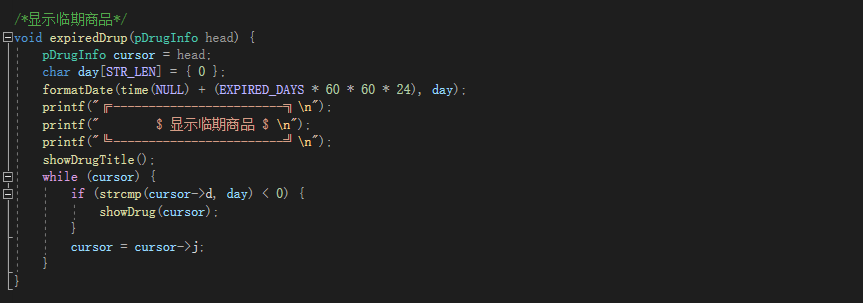 /*显示临期商品*/
void expiredDrup(pDrugInfo head) {
    pDrugInfo cursor = head;
    char day[STR_LEN] = { 0 };
    formatDate(time(NULL) + (EXPIRED_DAYS * 60 * 60 * 24), day);
    printf("╔------------------------╗\n");
    printf("       $ 显示临期商品 $ \n");
    printf("╚------------------------╝\n");
    showDrugTitle();
    while (cursor) {
        if (strcmp(cursor->d, day) < 0) {
            showDrug(cursor);
        }
        cursor = cursor->j;
    }
}